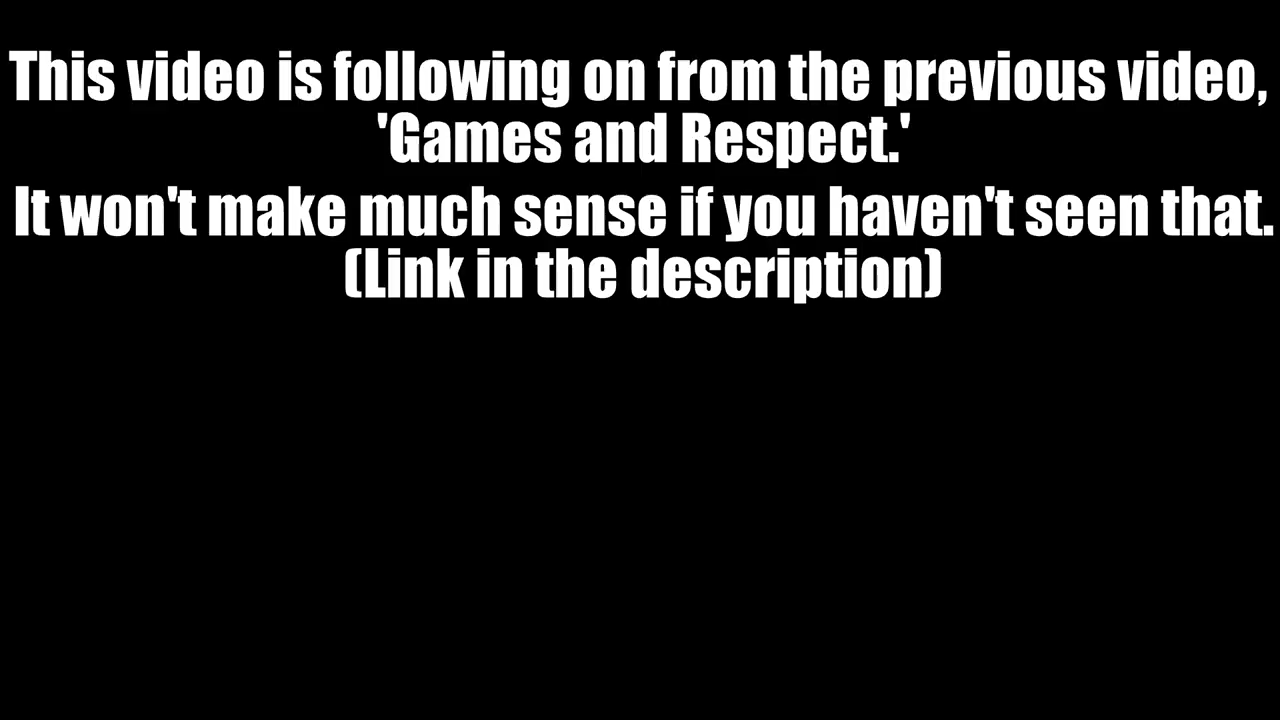 This video is following on from the previous video,
'Games and Respect.'
It won't make much sense if you haven't seen that.
(Link in the description)